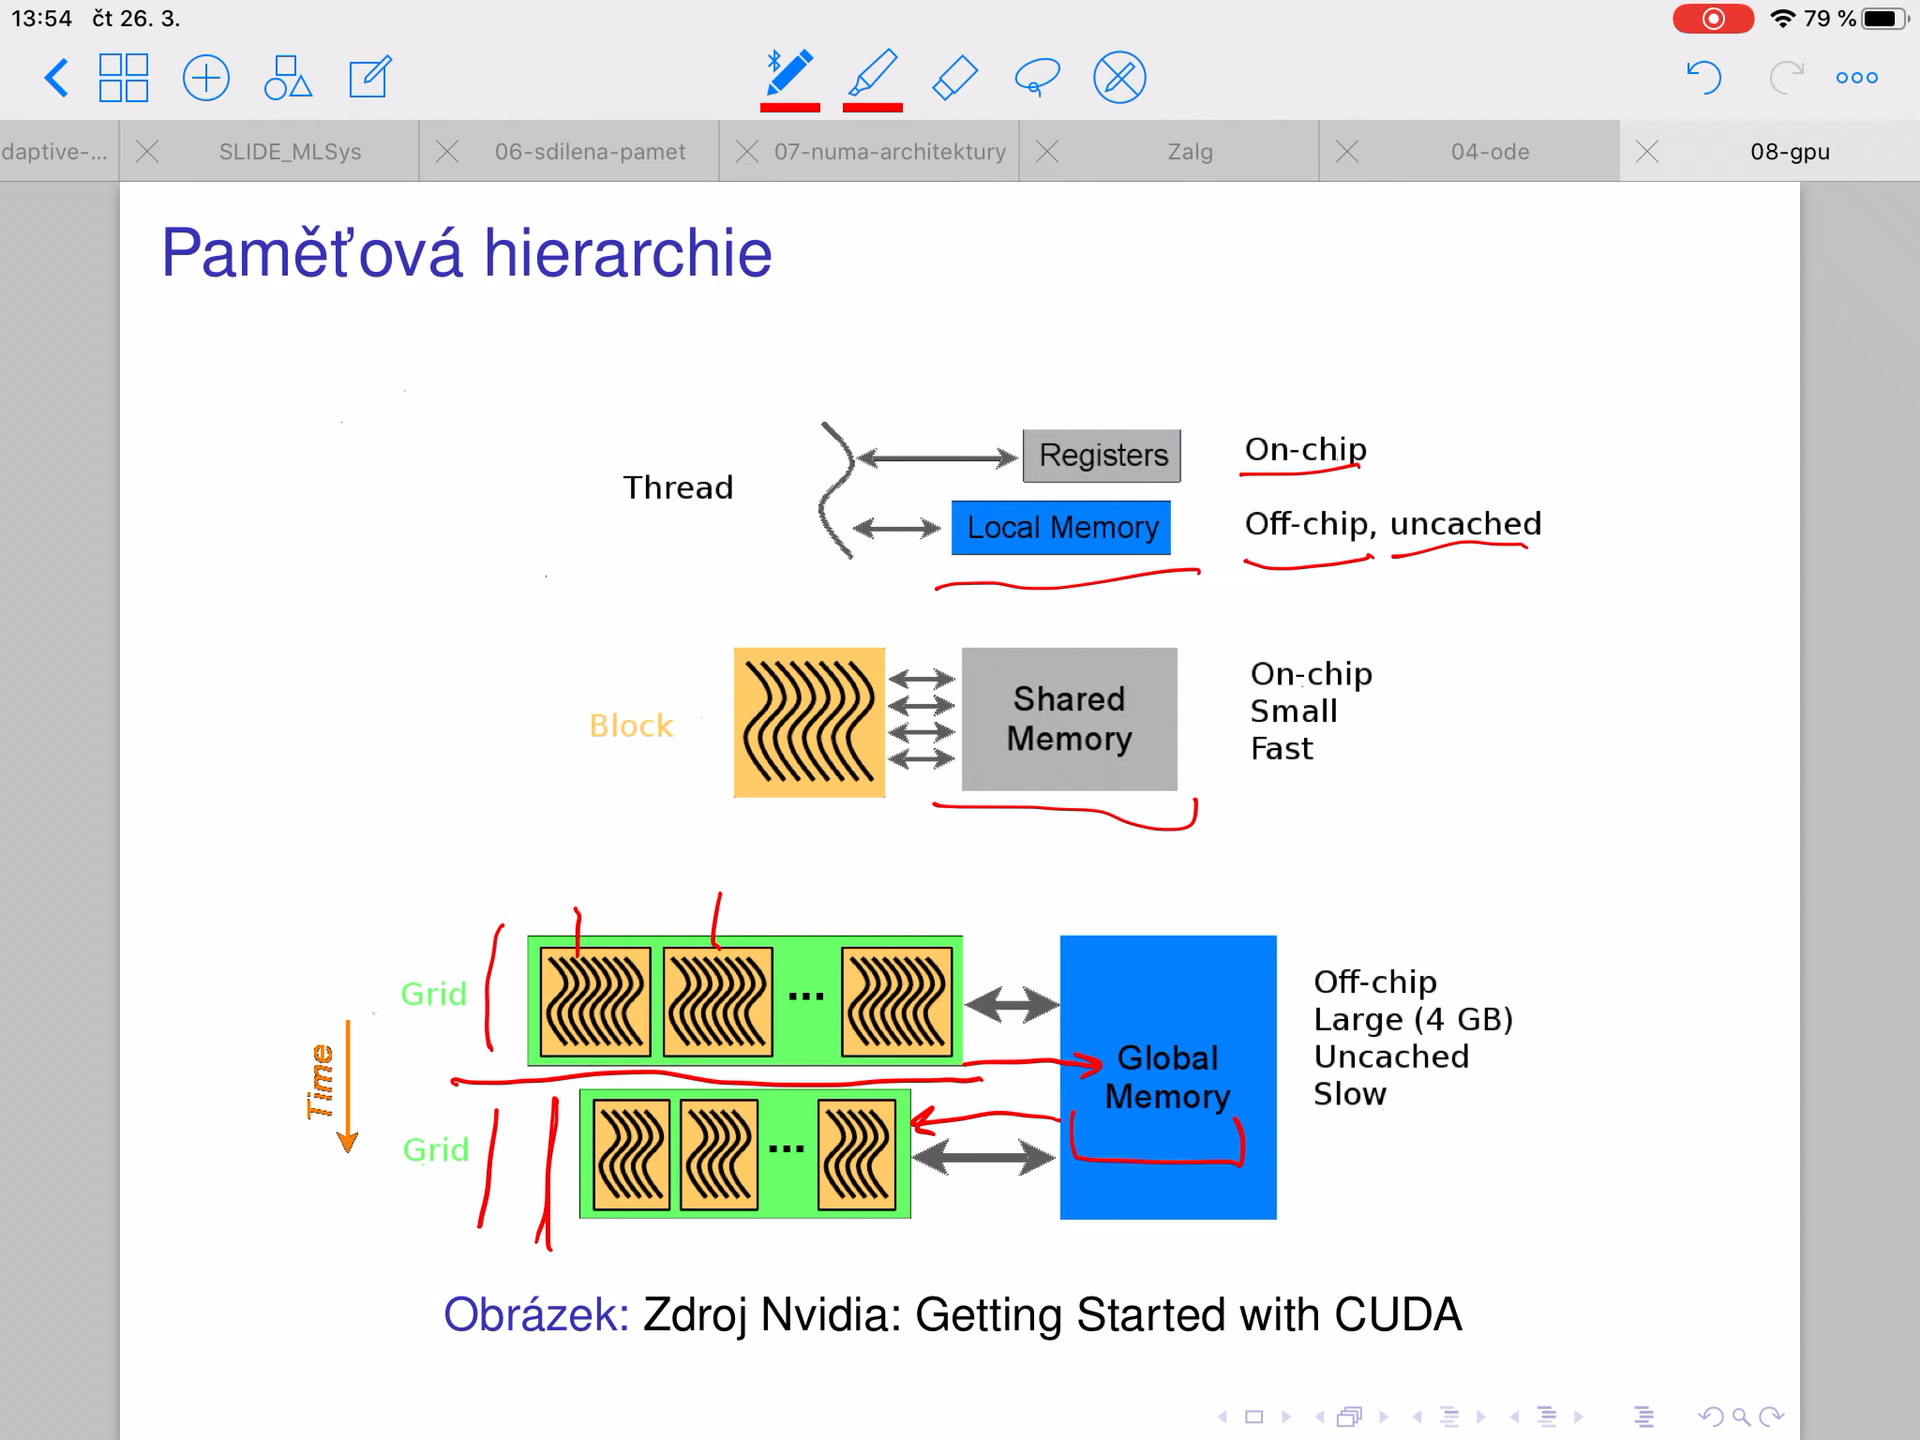 13:54 čt 26. 3.
79 %
daptive-...
SLIDE_MLSys
06-sdilena-pamet
07-numa-architektury
Zalg
04-ode
08-gpu
Paměťová hierarchie
Thread
Registers
On-chip
Local Memory
Off-chip, uncached
Block
Shared
Memory
On-chip
Small
Fast
Grid
Time
Grid
...
...
Global
Memory
Off-chip
Large (4 GB)
Uncached
Slow
Obrázek: Zdroj Nvidia: Getting Started with CUDA